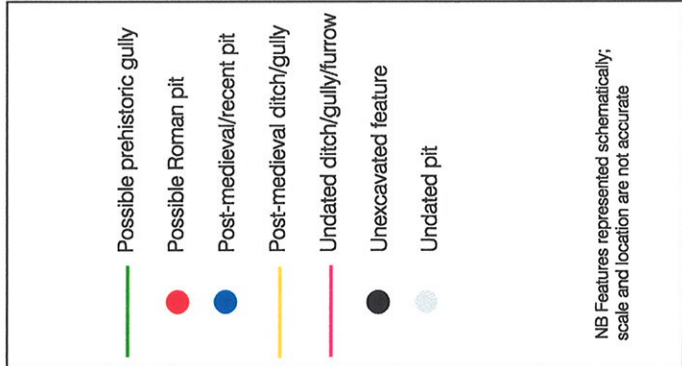 Possible prehistoric gully
Possible Roman pit
Post-medieval/recent pit
Post-medieval ditch/gully
Undated ditch/gully/furrow
Unexcavated feature
Undated pit
NB Features represented schematically;
scale and location are not accurate